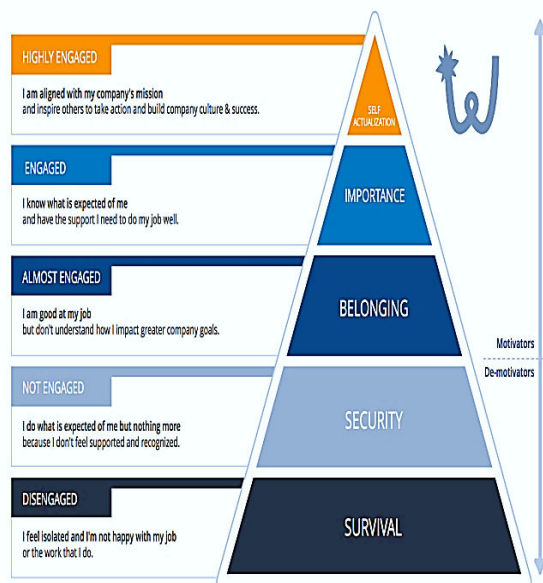 HIGHLY ENGAGED
I am aligned with my company's mission
and inspire others to take action and build company culture & success.
SELF
ACTUALIZATION
ENGAGED
I know what is expected of me
and have the support I need to do my job well.
IMPORTANCE
ALMOST ENGAGED
I am good at my job
but don't understand how I impact greater company goals.
BELONGING
Motivators
De-motivators
NOT ENGAGED
I do what is expected of me but nothing more
because I don't feel supported and recognized.
SECURITY
DISENGAGED
I feel isolated and I'm not happy with my job
or the work that I do.
SURVIVAL